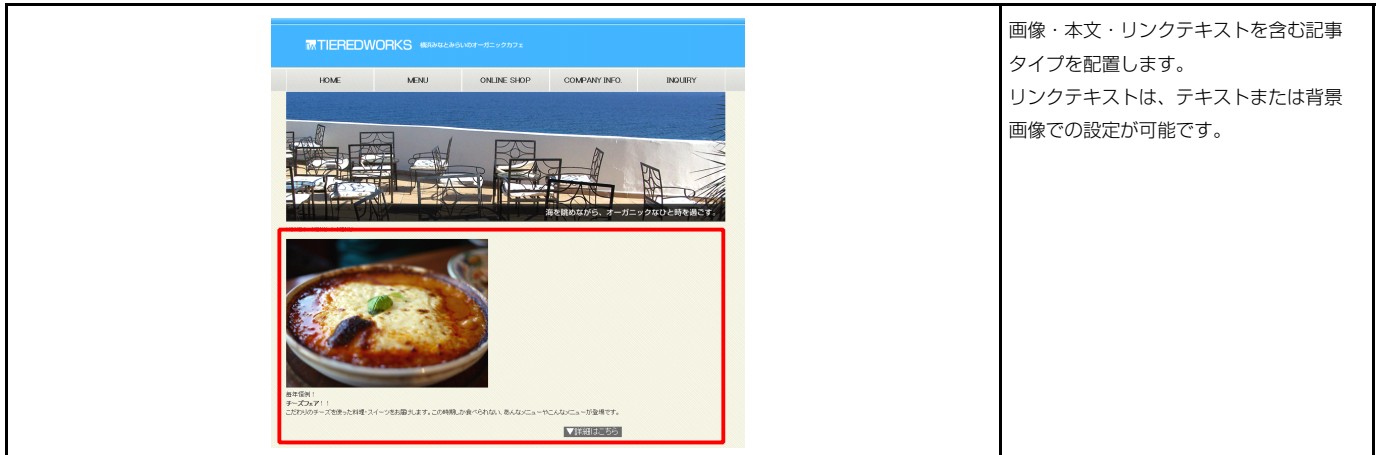 TIEREDWORKS 横浜みなとみらいのオーガニックカフェ
HOME MENU ONLINE SHOP COMPANY INFO. INQUIRY
海を眺めながら、オーガニックなひと時を過ごす。
毎年恒例！
チーズフェア！！
こだわりのチーズを使った料理・スイーツをお届けします。この時期しか食べられない、あんなメニューやこんなメニューが登場です。
▼詳細はこちら
画像・本文・リンクテキストを含む記事
タイプを配置します。
リンクテキストは、テキストまたは背景
画像での設定が可能です。